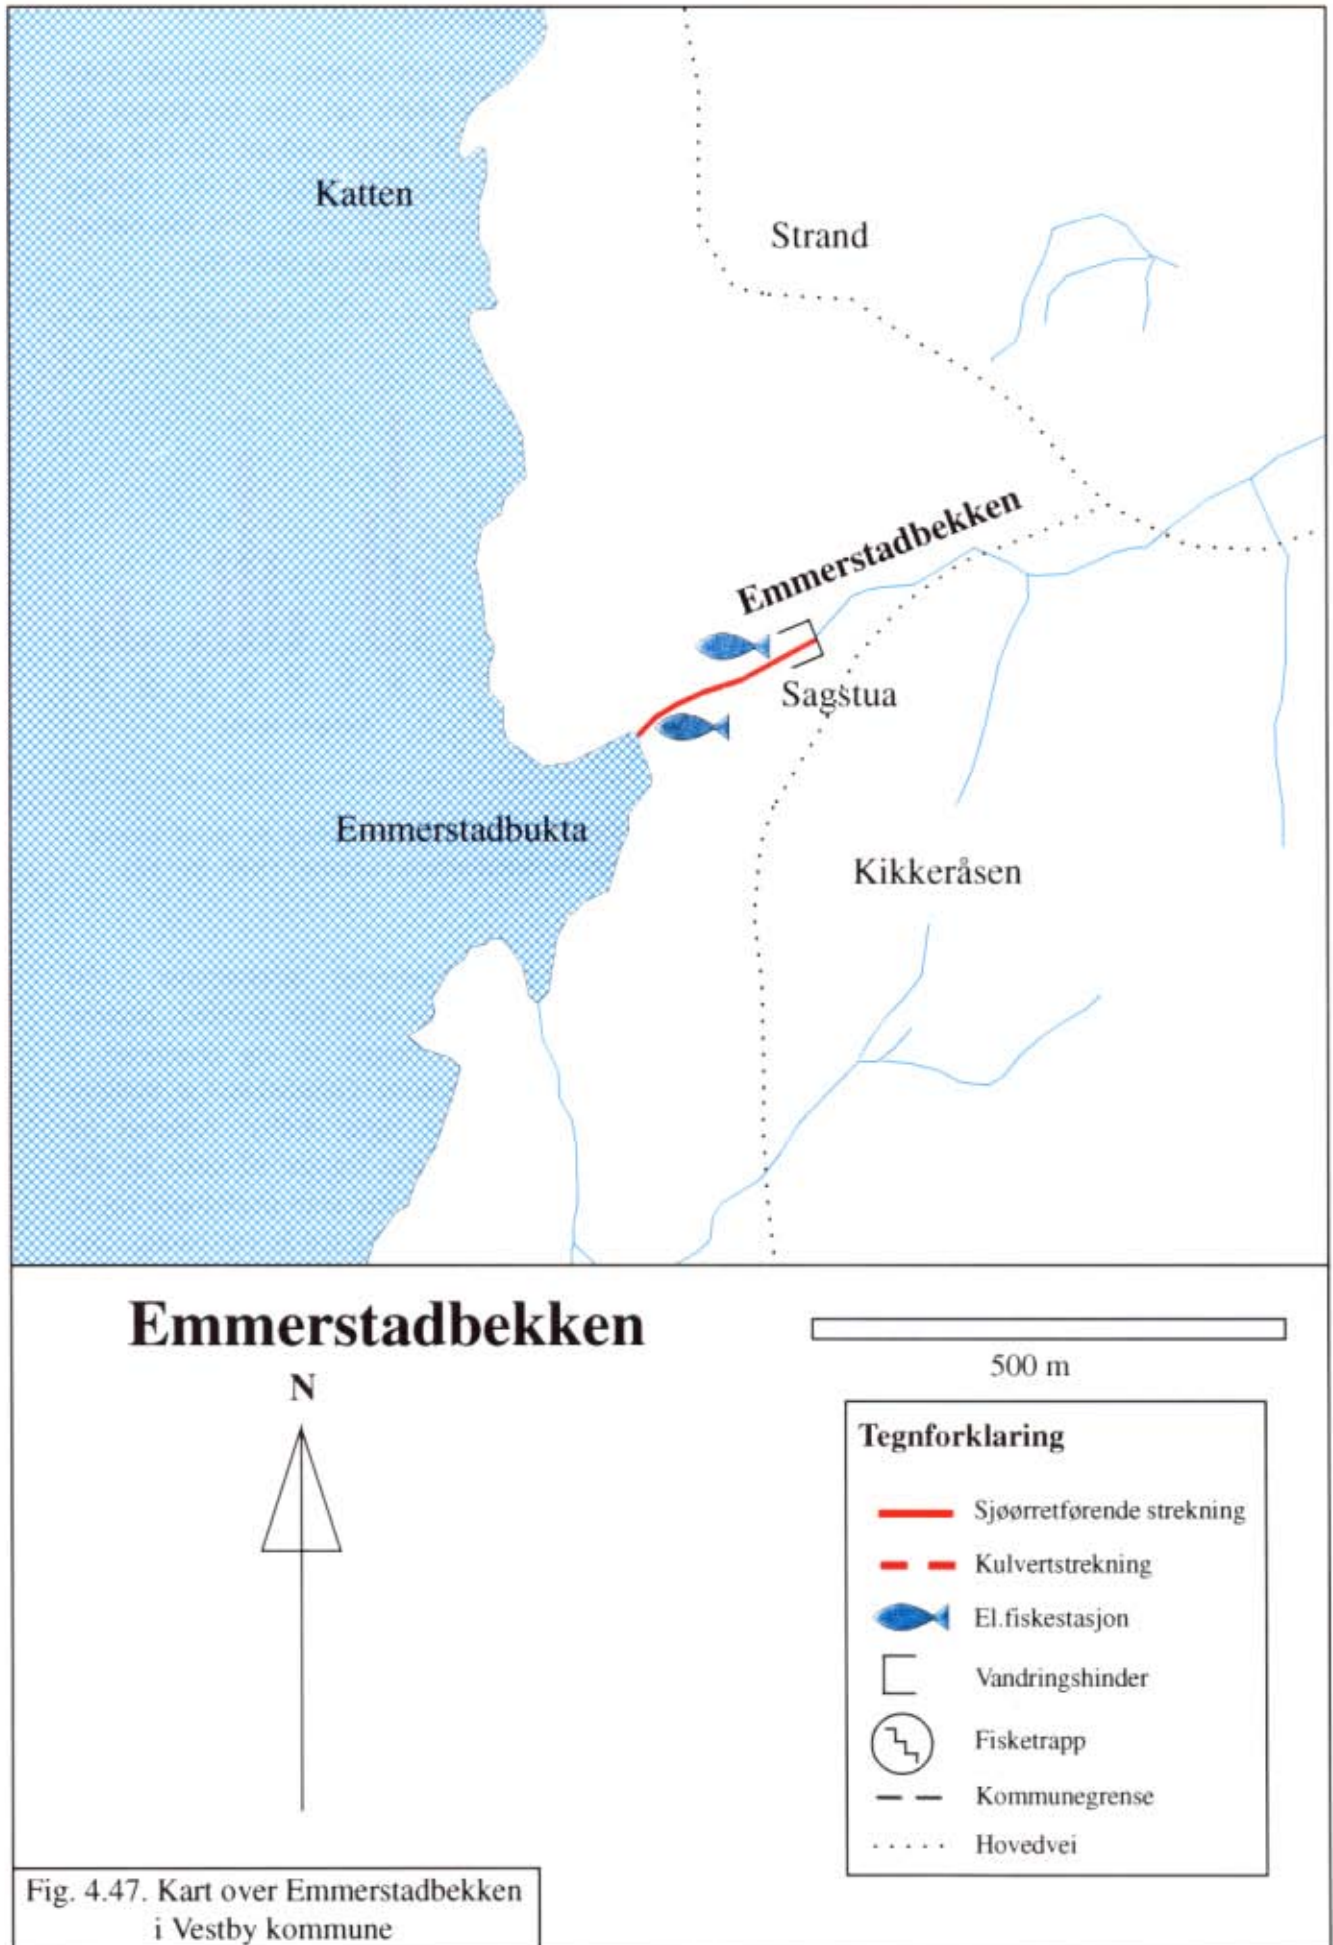 Katten
Strand
Emmerstadbekken
Sagstua
Emmerstadbukta
Kikkeråsen
Emmerstadbekken
N
500 m
Tegnforklaring
Sjøørretførende strekning
Kulvertstrekning
El.fiskestasjon
Vandringshinder
Fisketrapp
Kommunegrense
Hovedvei
Fig. 4.47. Kart over Emmerstadbekken
i Vestby kommune